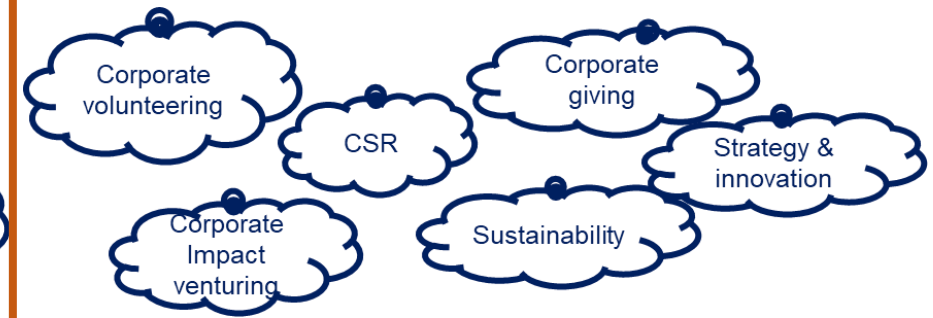 Corporate
volunteering
Corporate
giving
CSR
Strategy &
innovation
Corporate
Impact
venturing
Sustainability